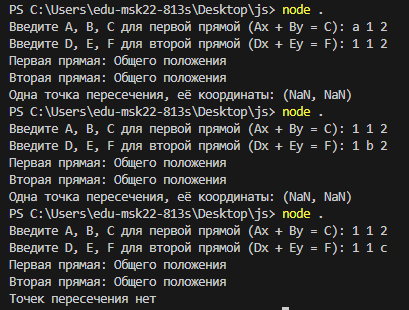 PS C:\Users\edu-msk22-813s\Desktop\js> node .
Введите A, B, C для первой прямой (Ax + By = C): a 1 2
Введите D, E, F для второй прямой (Dx + Ey = F): 1 1 2
Первая прямая: Общего положения
Вторая прямая: Общего положения
Одна точка пересечения, её координаты: (NaN, NaN)
PS C:\Users\edu-msk22-813s\Desktop\js> node .
Введите A, B, C для первой прямой (Ax + By = C): 1 1 2
Введите D, E, F для второй прямой (Dx + Ey = F): 1 b 2
Первая прямая: Общего положения
Вторая прямая: Общего положения
Одна точка пересечения, её координаты: (NaN, NaN)
PS C:\Users\edu-msk22-813s\Desktop\js> node .
Введите A, B, C для первой прямой (Ax + By = C): 1 1 2
Введите D, E, F для второй прямой (Dx + Ey = F): 1 1 c
Первая прямая: Общего положения
Вторая прямая: Общего положения
Точек пересечения нет